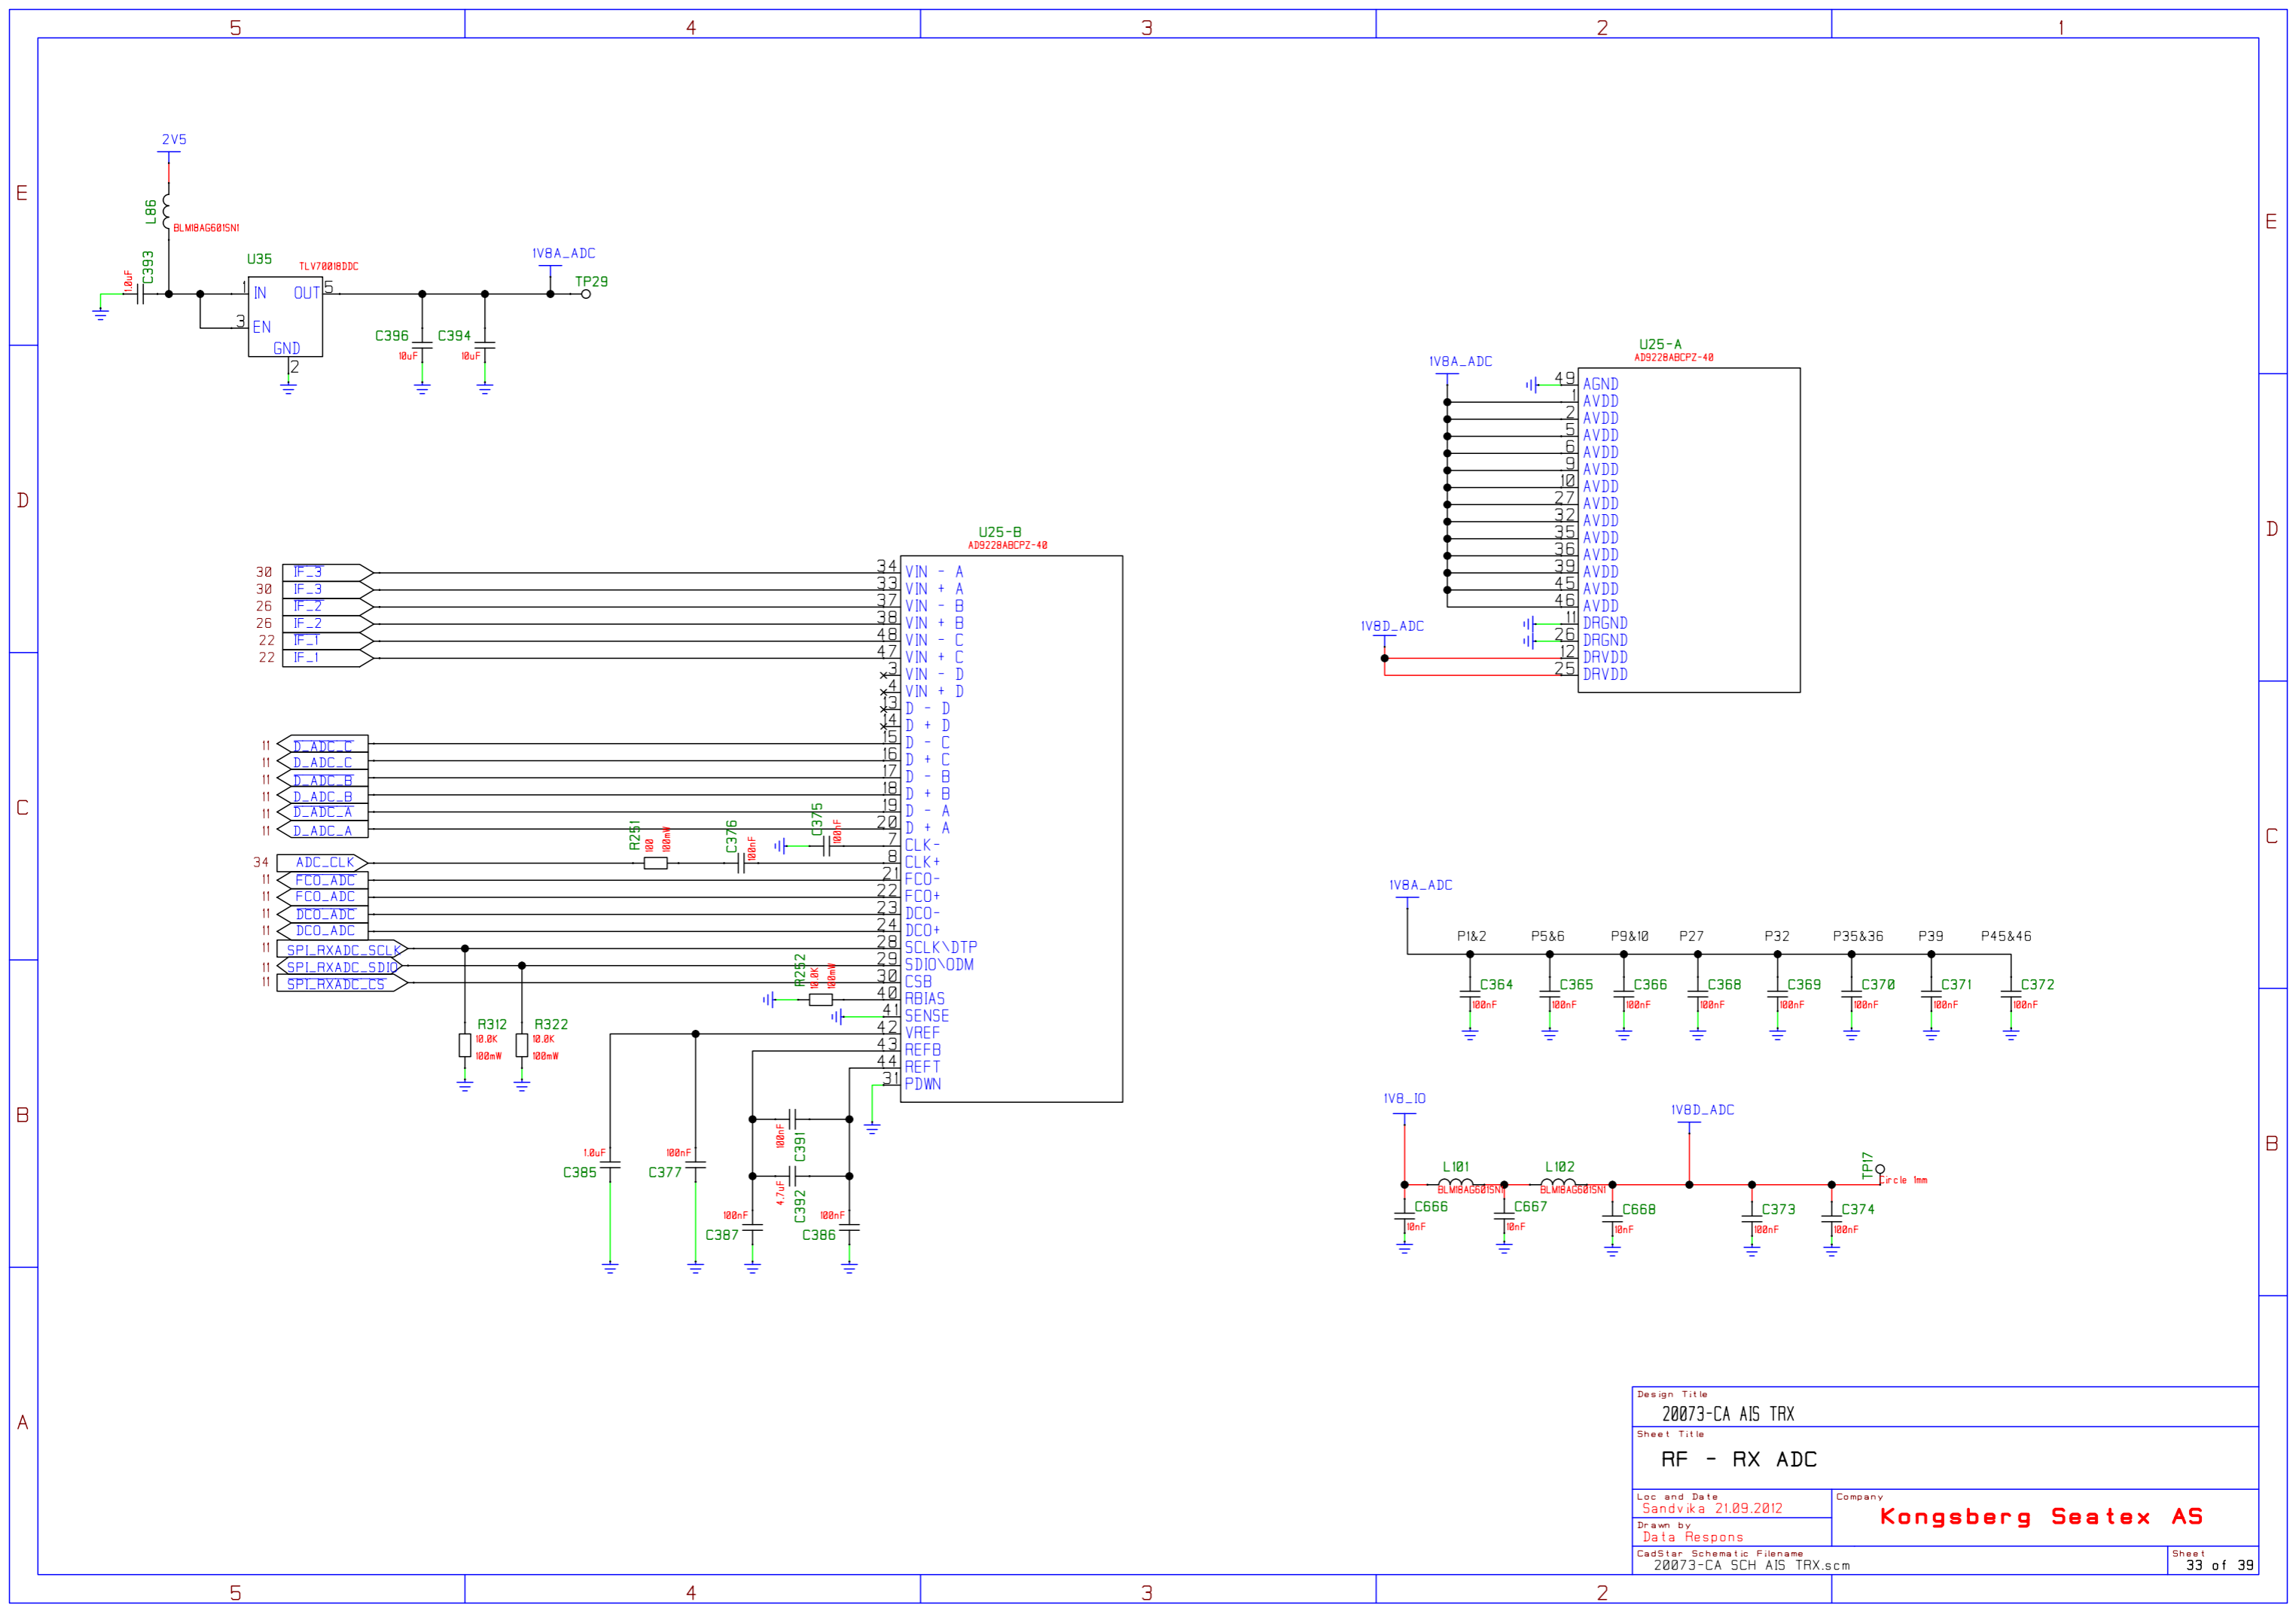 5 4 3 2 1
E
E
D
D
C
C
B
B
A
2V5
L86
BLM18AG601SN1
C393
1.0uF
U35
TLV70018DDC
1 IN
OUT 5
3 EN
GND
2
1V8A_ADC
TP29
C396
10uF
C394
10uF
U25-A
AD9228ABCPZ-40
1V8A_ADC
49 AGND
1 AVDD
2 AVDD
5 AVDD
6 AVDD
9 AVDD
10 AVDD
27 AVDD
32 AVDD
35 AVDD
36 AVDD
39 AVDD
45 AVDD
46 AVDD
1V8D_ADC
11 DRGND
26 DRGND
12 DRVDD
25 DRVDD
U25-B
AD9228ABCPZ-40
30 IF_3 34 VIN - A
30 IF_3 33 VIN + A
26 IF_2 37 VIN - B
26 IF_2 38 VIN + B
22 IF_1 48 VIN - C
22 IF_1 47 VIN + C
3 VIN - D
4 VIN + D
13 D - D
14 D + D
11 D_ADC_C 15 D - C
11 D_ADC_C 16 D + C
11 D_ADC_B 17 D - B
11 D_ADC_B 18 D + B
11 D_ADC_A 19 D - A
11 D_ADC_A 20 D + A
C375
100nF
7 CLK-
R251
100
100mW
C376
100nF
34 ADC_CLK 8 CLK+
11 FCO_ADC 21 FCO-
11 FCO_ADC 22 FCO+
11 DCO_ADC 23 DCO-
11 DCO_ADC 24 DCO+
11 SPI_RXADC_SCLK 28 SCLK\DTP
11 SPI_RXADC_SDIO 29 SDIO\ODM
11 SPI_RXADC_CS 30 CSB
R252
10.0K
100mW
40 RBIAS
41 SENSE
42 VREF
43 REFB
44 REFT
31 PDWN
R312
10.0K
100mW
R322
10.0K
100mW
1.0uF
C385
100nF
C377
100nF
C391
4.7uF
C392
100nF
C387
100nF
C386
1V8A_ADC
P1&2 P5&6 P9&10 P27 P32 P35&36 P39 P45&46
C364 C365 C366 C368 C369 C370 C371 C372
100nF 100nF 100nF 100nF 100nF 100nF 100nF 100nF
1V8_IO
1V8D_ADC
L101
BLM18AG601SN1
L102
BLM18AG601SN1
TP17
Circle 1mm
C666 C667 C668 C373 C374
10nF 10nF 10nF 100nF 100nF
Design Title
20073-CA AIS TRX
Sheet Title
RF - RX ADC
Loc and Date
Sandvika 21.09.2012
Drawn by
Data Respons
Company
Kongsberg Seatex AS
CadStar Schematic Filename
20073-CA SCH AIS TRX.scm
Sheet
33 of 39
5 4 3 2